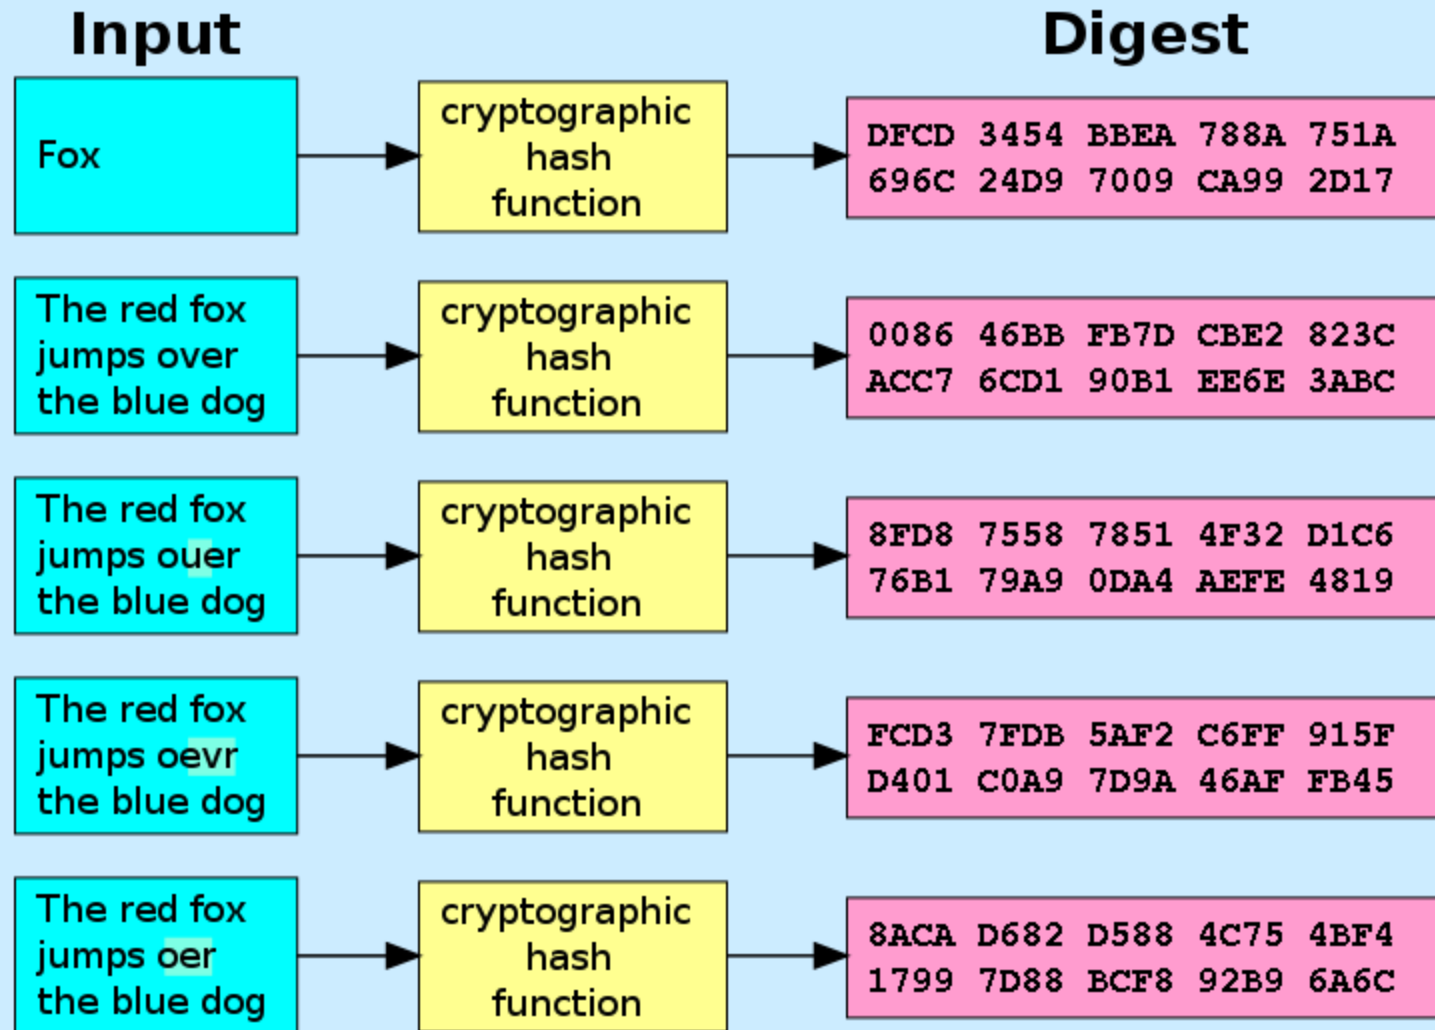 Input
Digest
Fox
cryptographic
hash
function
DFCD 3454 BBEA 788A 751A
696C 24D9 7009 CA99 2D17
The red fox
jumps over
the blue dog
cryptographic
hash
function
0086 46BB FB7D CBE2 823C
ACC7 6CD1 90B1 EE6E 3ABC
The red fox
jumps ouer
the blue dog
cryptographic
hash
function
8FD8 7558 7851 4F32 D1C6
76B1 79A9 0DA4 AEFE 4819
The red fox
jumps oevr
the blue dog
cryptographic
hash
function
FCD3 7FDB 5AF2 C6FF 915F
D401 C0A9 7D9A 46AF FB45
The red fox
jumps oer
the blue dog
cryptographic
hash
function
8ACA D682 D588 4C75 4BF4
1799 7D88 BCF8 92B9 6A6C